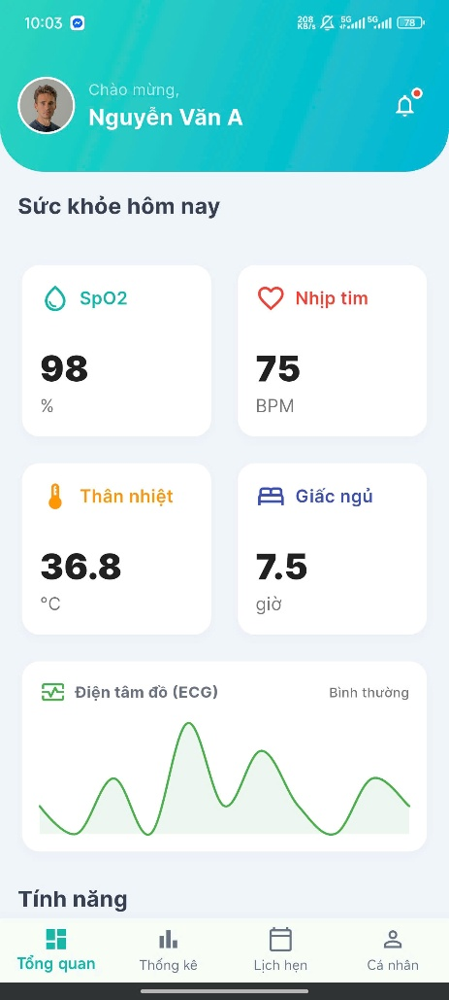 10:03
208
KB/s
5G
5G
78
Chào mừng,
Nguyễn Văn A
Sức khỏe hôm nay
SpO2
Nhịp tim
98
75
%
BPM
Thân nhiệt
Giấc ngủ
36.8
7.5
°C
giờ
Điện tâm đồ (ECG)
Bình thường
Tính năng
Tổng quan
Thống kê
Lịch hẹn
Cá nhân